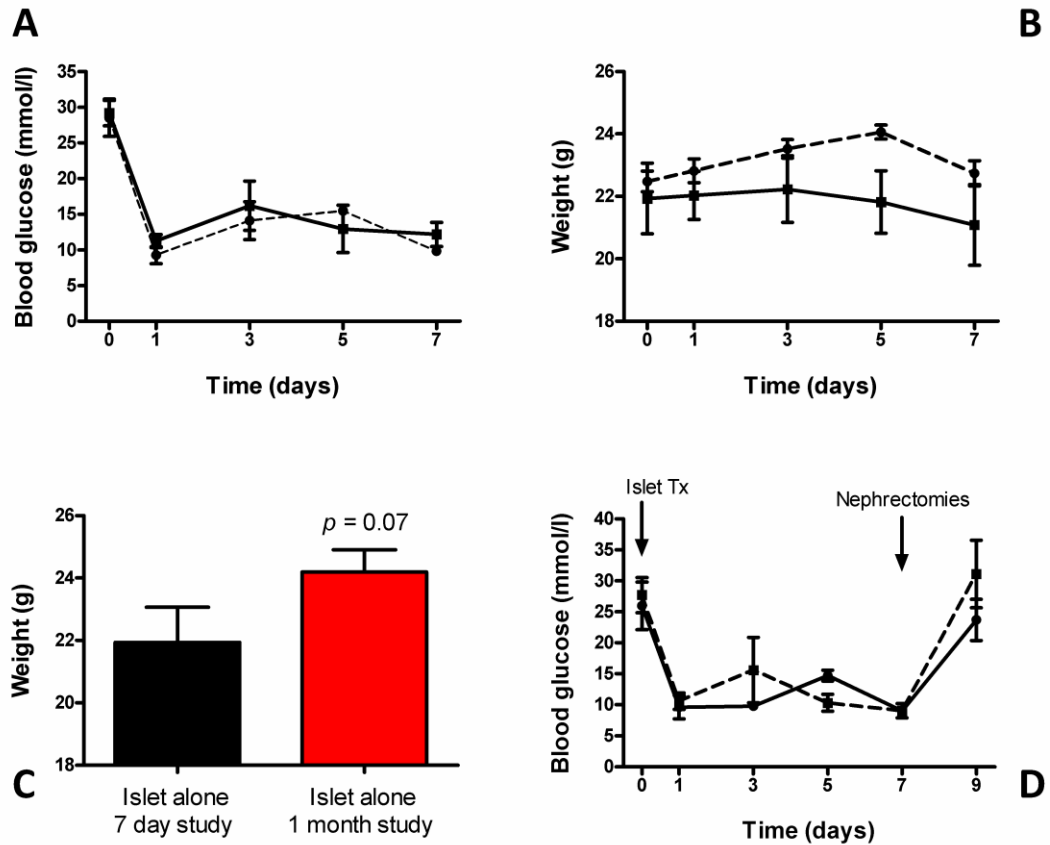 A
B
35
30
25
20
15
10
5
0
Blood glucose (mmol/l)
0 1 3 5 7
Time (days)
26
24
22
20
18
Weight (g)
0 1 3 5 7
Time (days)
26
24
22
20
18
Weight (g)
p = 0.07
Islet alone
7 day study
Islet alone
1 month study
C
Islet Tx
Nephrectomies
40
35
30
25
20
15
10
5
0
Blood glucose (mmol/l)
0 1 3 5 7 9
Time (days)
D